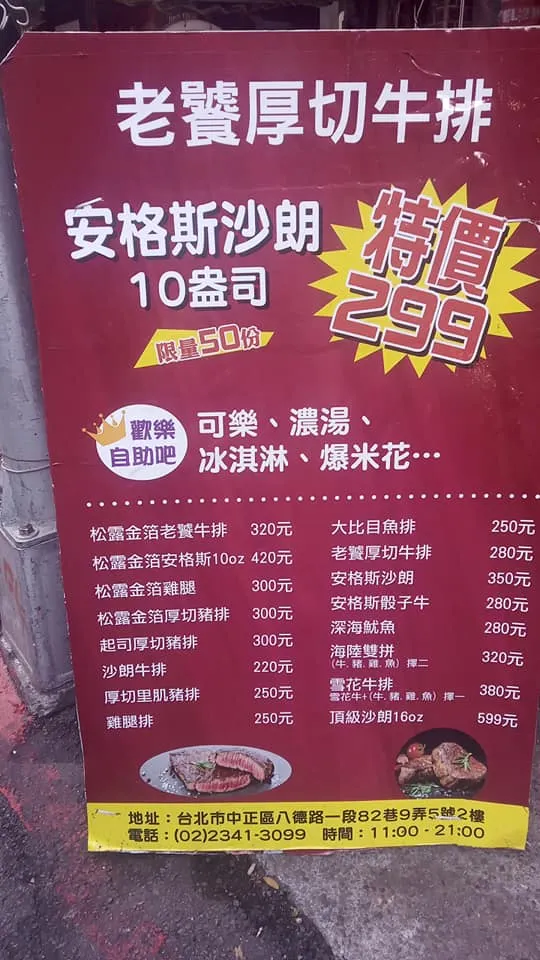 老饕厚切牛排
安格斯沙朗
10盎司
特價
299
限量50份
歡樂
自助吧
可樂、濃湯、
冰淇淋、爆米花⋯
松露金箔老饕牛排 320元
松露金箔安格斯10oz 420元
松露金箔雞腿 300元
松露金箔厚切豬排 300元
起司厚切豬排 300元
沙朗牛排 220元
厚切里肌豬排 250元
雞腿排 250元
大比目魚排 250元
老饕厚切牛排 280元
安格斯沙朗 350元
安格斯骰子牛 280元
深海魷魚 280元
海陸雙拼 320元
(牛. 豬. 雞. 魚) 擇二
雪花牛排 380元
雪花牛+(牛. 豬. 雞. 魚) 擇一
頂級沙朗16oz 599元
地址：台北市中正區八德路一段82巷9弄5號2樓
電話：(02)2341-3099 時間：11:00 - 21:00